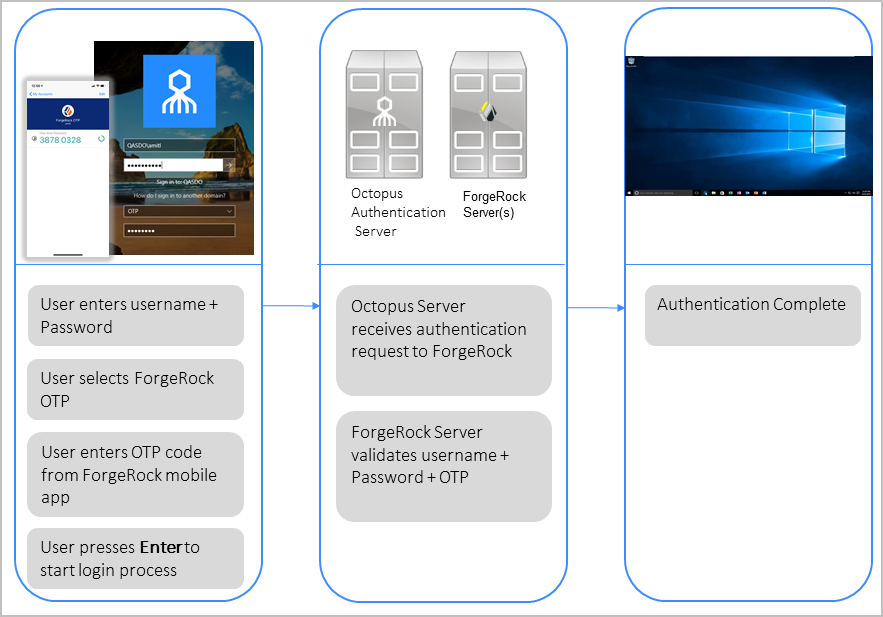 My Accounts
Edit
ForgeRock OTP
3878 0328
QASDO\amitl
Sign in to: QASDO
How do I sign in to another domain?
OTP
User enters username +
Password
User selects ForgeRock
OTP
User enters OTP code
from ForgeRock mobile
app
User presses Enter to
start login process
Octopus
Authentication
Server
ForgeRock
Server(s)
Octopus Server
receives authentication
request to ForgeRock
ForgeRock Server
validates username +
Password + OTP
Authentication Complete